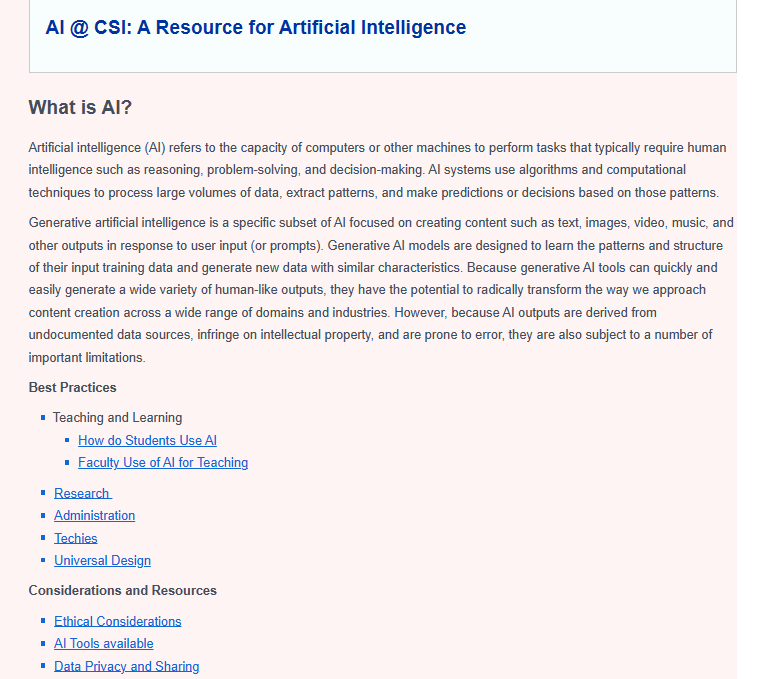 AI @ CSI: A Resource for Artificial Intelligence
What is AI?
Artificial intelligence (AI) refers to the capacity of computers or other machines to perform tasks that typically require human
intelligence such as reasoning, problem-solving, and decision-making. AI systems use algorithms and computational
techniques to process large volumes of data, extract patterns, and make predictions or decisions based on those patterns.
Generative artificial intelligence is a specific subset of AI focused on creating content such as text, images, video, music, and
other outputs in response to user input (or prompts). Generative AI models are designed to learn the patterns and structure
of their input training data and generate new data with similar characteristics. Because generative AI tools can quickly and
easily generate a wide variety of human-like outputs, they have the potential to radically transform the way we approach
content creation across a wide range of domains and industries. However, because AI outputs are derived from
undocumented data sources, infringe on intellectual property, and are prone to error, they are also subject to a number of
important limitations.
Best Practices
Teaching and Learning
How do Students Use AI
Faculty Use of AI for Teaching
Research
Administration
Techies
Universal Design
Considerations and Resources
Ethical Considerations
AI Tools available
Data Privacy and Sharing